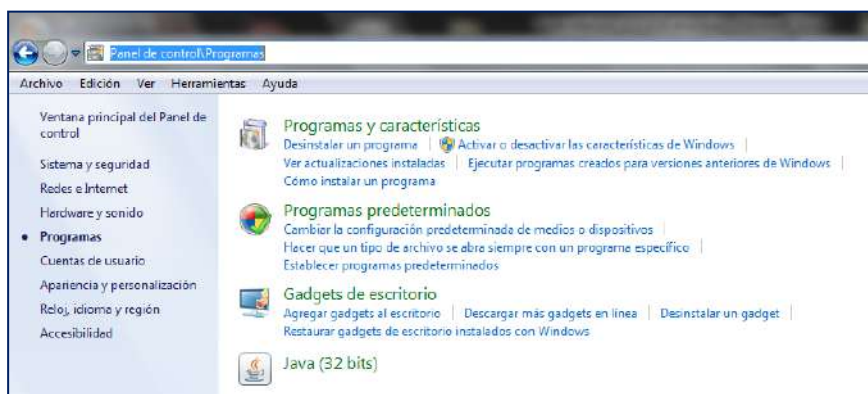 Panel de control\Programas
Archivo Edición Ver Herramientas Ayuda
Ventana principal del Panel de
control
Sistema y seguridad
Redes e Internet
Hardware y sonido
Programas
Cuentas de usuario
Apariencia y personalización
Reloj, idioma y región
Accesibilidad
Programas y características
Desinstalar un programa | Activar o desactivar las características de Windows |
Ver actualizaciones instaladas | Ejecutar programas creados para versiones anteriores de Windows |
Cómo instalar un programa
Programas predeterminados
Cambiar la configuración predeterminada de medios o dispositivos |
Hacer que un tipo de archivo se abra siempre con un programa específico |
Establecer programas predeterminados
Gadgets de escritorio
Agregar gadgets al escritorio | Descargar más gadgets en línea | Desinstalar un gadget |
Restaurar gadgets de escritorio instalados con Windows
Java (32 bits)